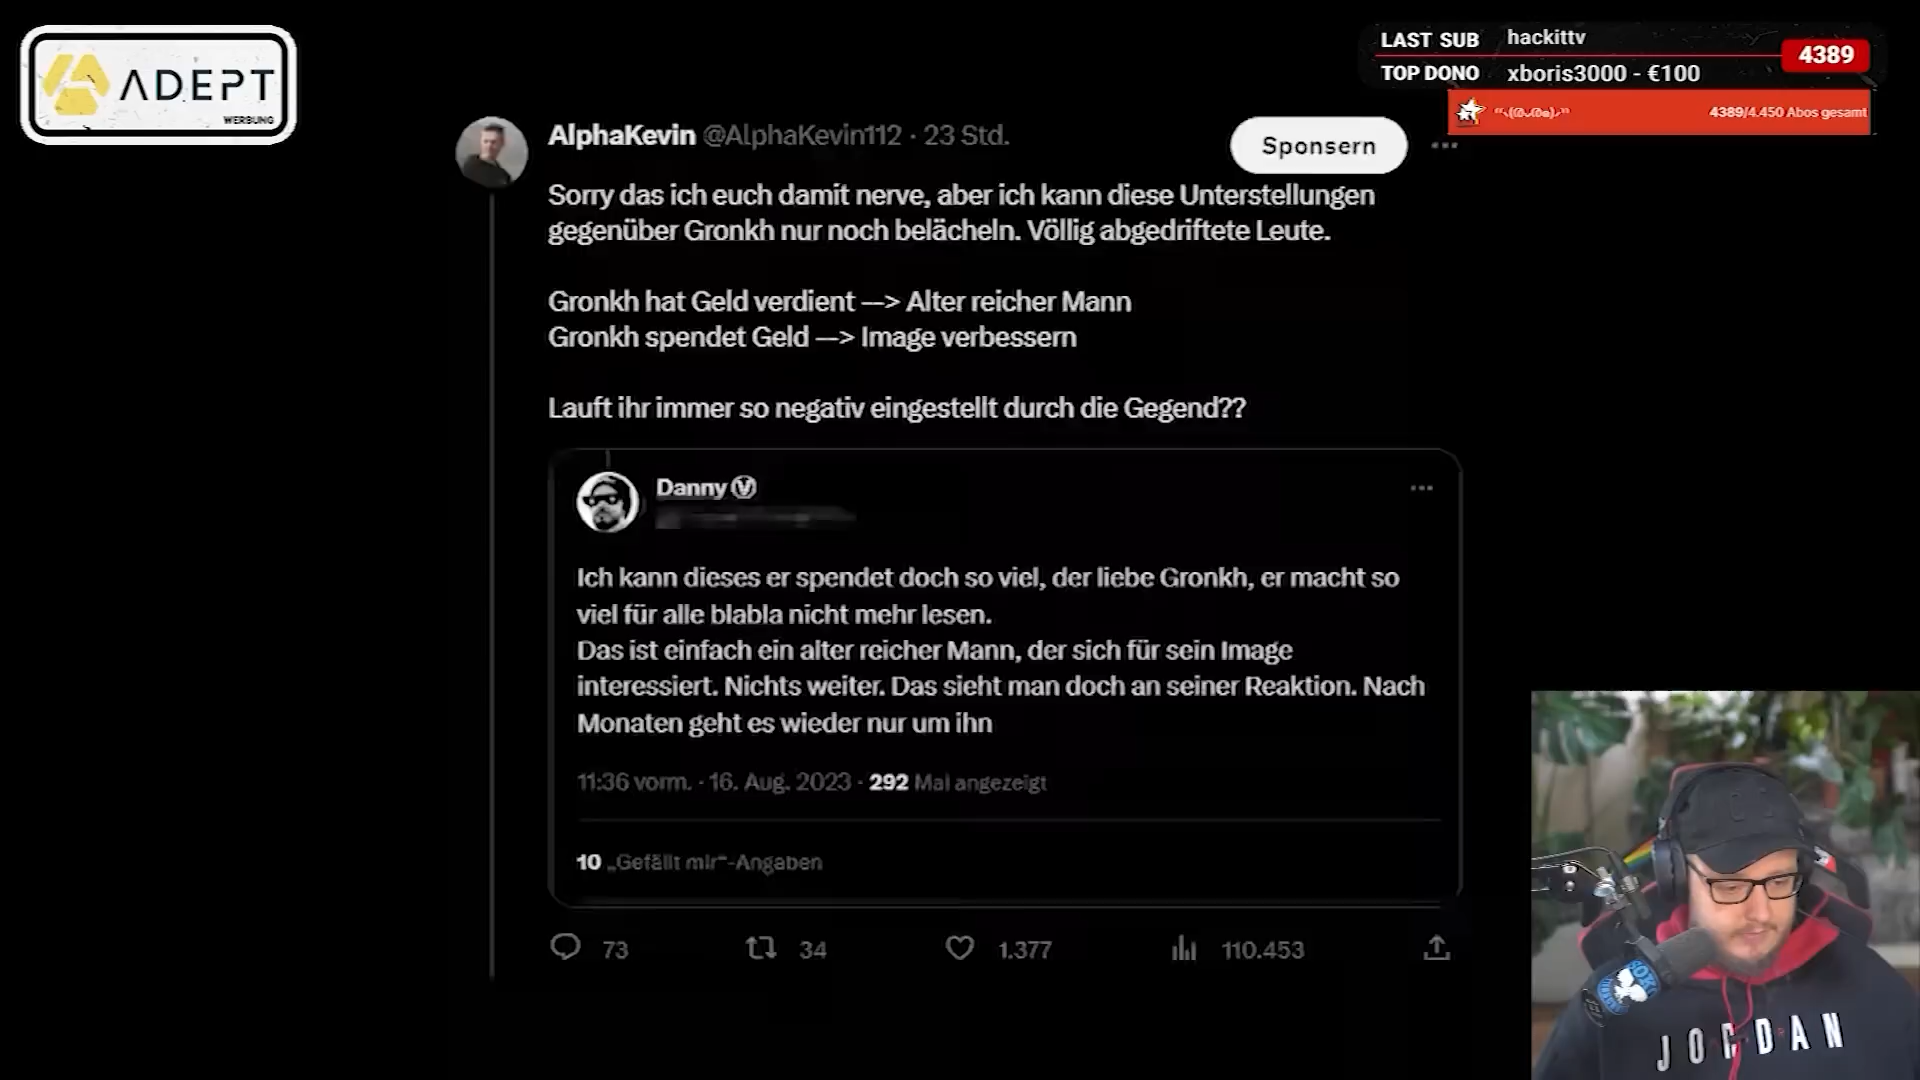 ADEPT
WERBUNG
LAST SUB hackittv
TOP DONO xboris3000 - €100
4389
4389/4.450 Abos gesamt
AlphaKevin @AlphaKevin112 · 23 Std.
Sponsern
Sorry das ich euch damit nerve, aber ich kann diese Unterstellungen
gegenüber Gronkh nur noch belächeln. Völlig abgedriftete Leute.
Gronkh hat Geld verdient —> Alter reicher Mann
Gronkh spendet Geld —> Image verbessern
Lauft ihr immer so negativ eingestellt durch die Gegend??
Danny Ⓥ
Ich kann dieses er spendet doch so viel, der liebe Gronkh, er macht so
viel für alle blabla nicht mehr lesen.
Das ist einfach ein alter reicher Mann, der sich für sein Image
interessiert. Nichts weiter. Das sieht man doch an seiner Reaktion. Nach
Monaten geht es wieder nur um ihn
11:36 vorm. · 16. Aug. 2023 · 292 Mal angezeigt
10 „Gefällt mir“-Angaben
73 34 1.377 110.453
JORDAN